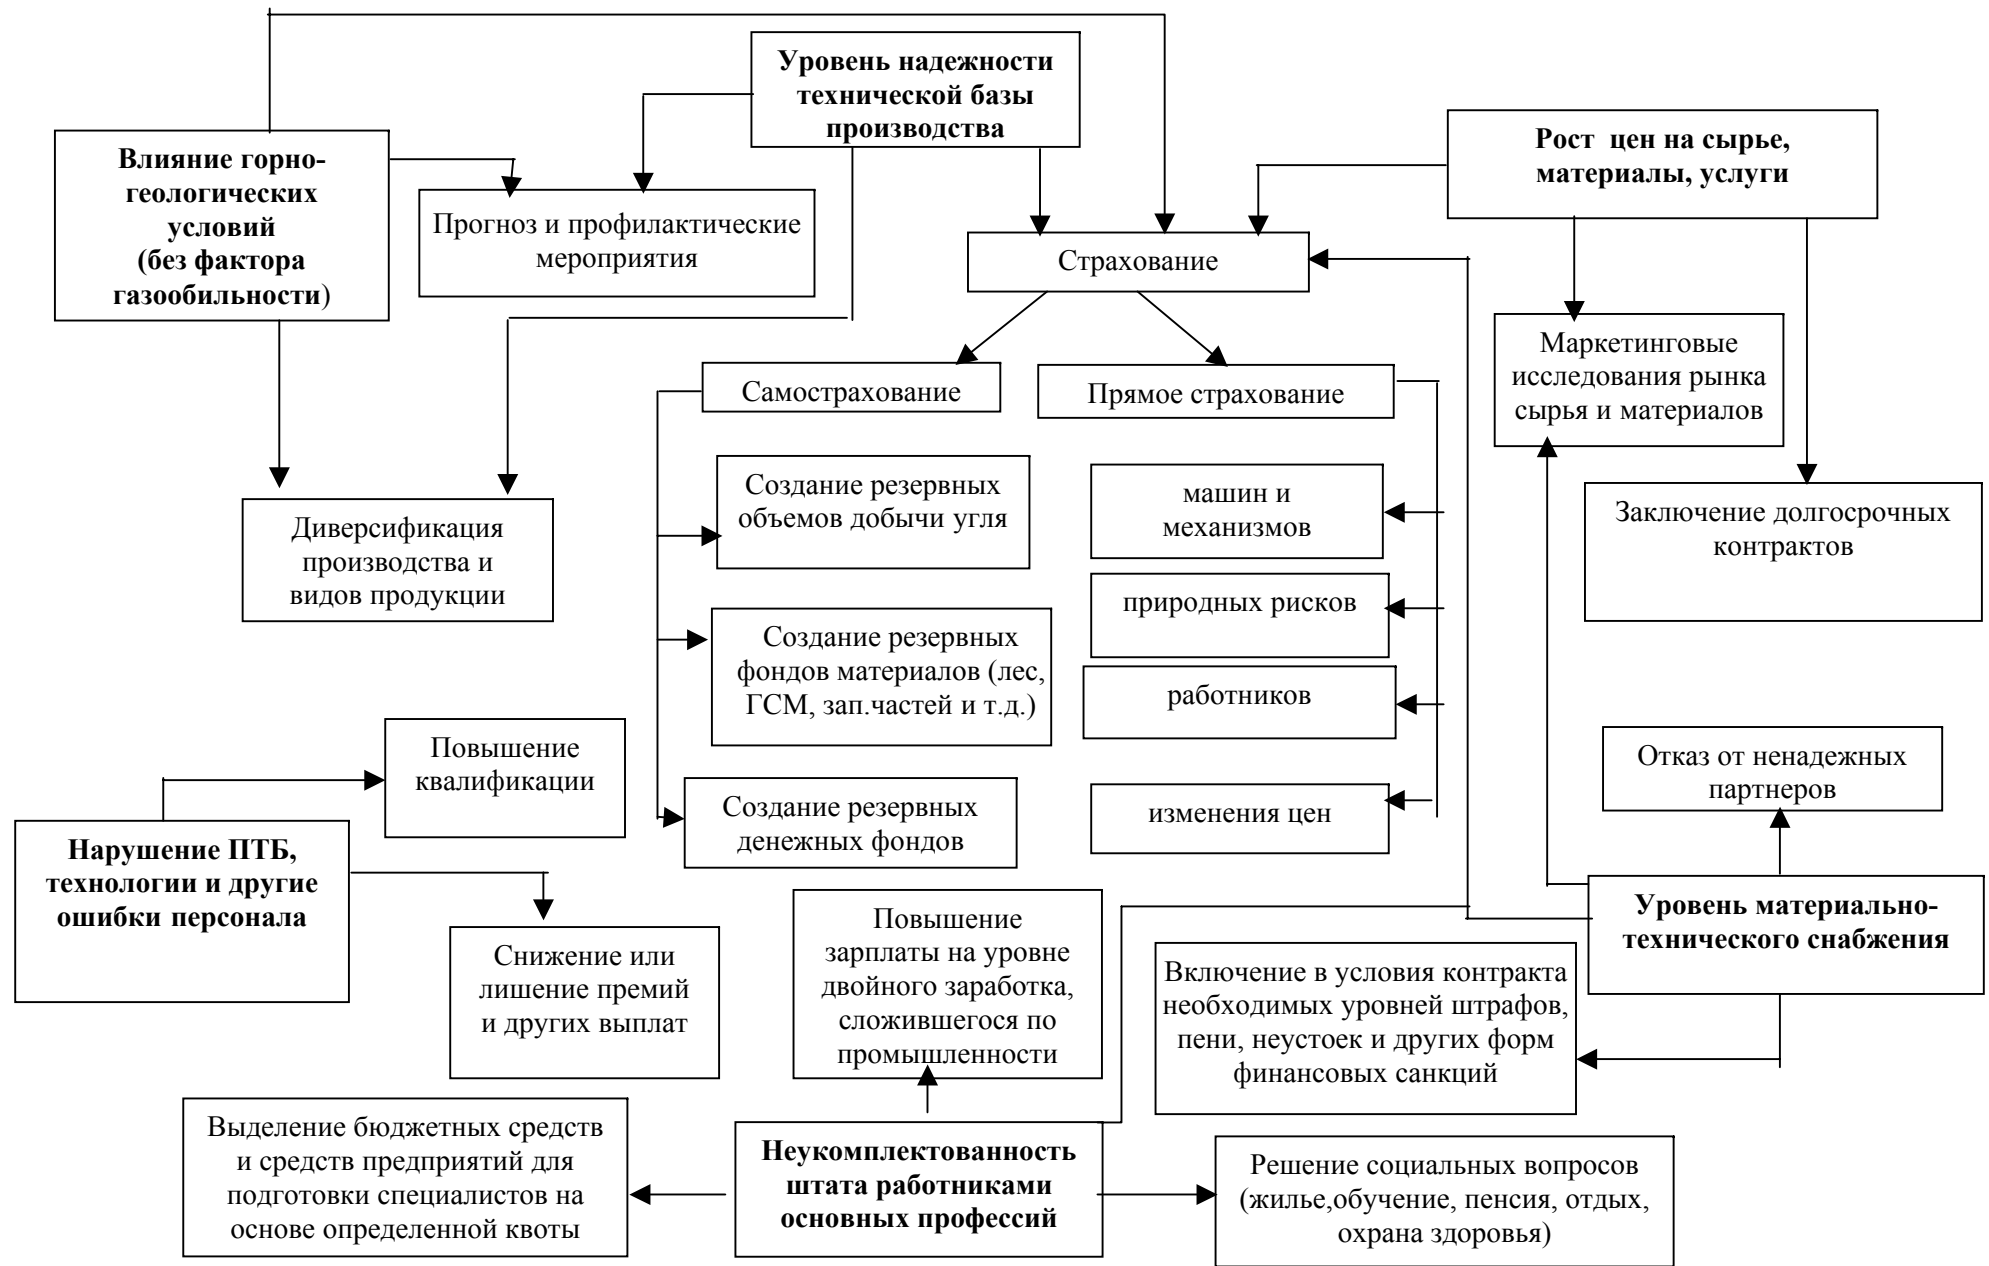 Уровень надежности
технической базы
производства
Рост  цен на сырье,
материалы, услуги
Влияние горно-
геологических
условий
(без фактора
газообильности)
Прогноз и профилактические
мероприятия
Страхование
Маркетинговые
исследования рынка
сырья и материалов
Самострахование
Прямое страхование
Создание резервных
объемов добычи угля
машин и
механизмов
Заключение долгосрочных
контрактов
Диверсификация
производства и
видов продукции
природных рисков
Создание резервных
фондов материалов (лес,
ГСМ, зап.частей и т.д.)
работников
Повышение
квалификации
Отказ от ненадежных
партнеров
Создание резервных
денежных фондов
изменения цен
Нарушение ПТБ,
технологии и другие
ошибки персонала
Уровень материально-
технического снабжения
Повышение
зарплаты на уровне
двойного заработка,
сложившегося по
промышленности
Снижение или
лишение премий
и других выплат
Включение в условия контракта
необходимых уровней штрафов,
пени, неустоек и других форм
финансовых санкций
Выделение бюджетных средств
и средств предприятий для
подготовки специалистов на
основе определенной квоты
Неукомплектованность
штата работниками
основных профессий
Решение социальных вопросов
(жилье,обучение, пенсия, отдых,
охрана здоровья)